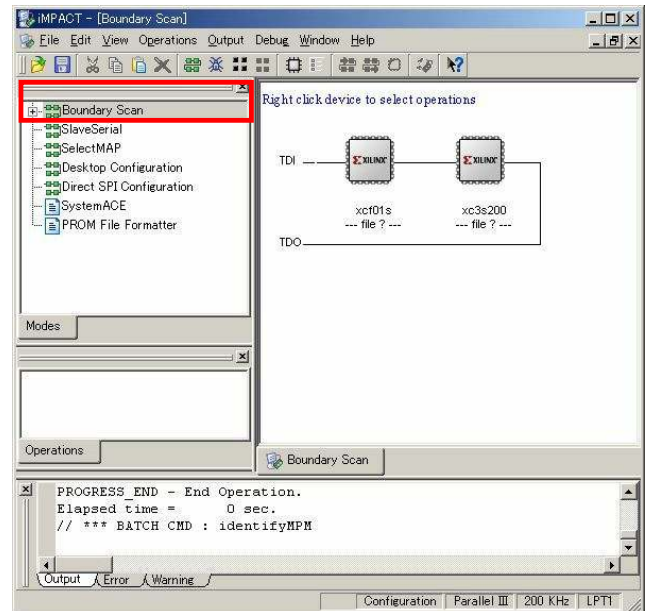 iMPACT - [Boundary Scan]
File Edit View Operations Output Debug Window Help
Boundary Scan
SlaveSerial
SelectMAP
Desktop Configuration
Direct SPI Configuration
SystemACE
PROM File Formatter
Modes
Operations
Right click device to select operations
TDI
XILINX XILINX
xcf01s xc3s200
--- file ? --- --- file ? ---
TDO
Boundary Scan
PROGRESS_END - End Operation.
Elapsed time = 0 sec.
// *** BATCH CMD : identifyMPM
Output Error Warning
Configuration Parallel III 200 KHz LPT1